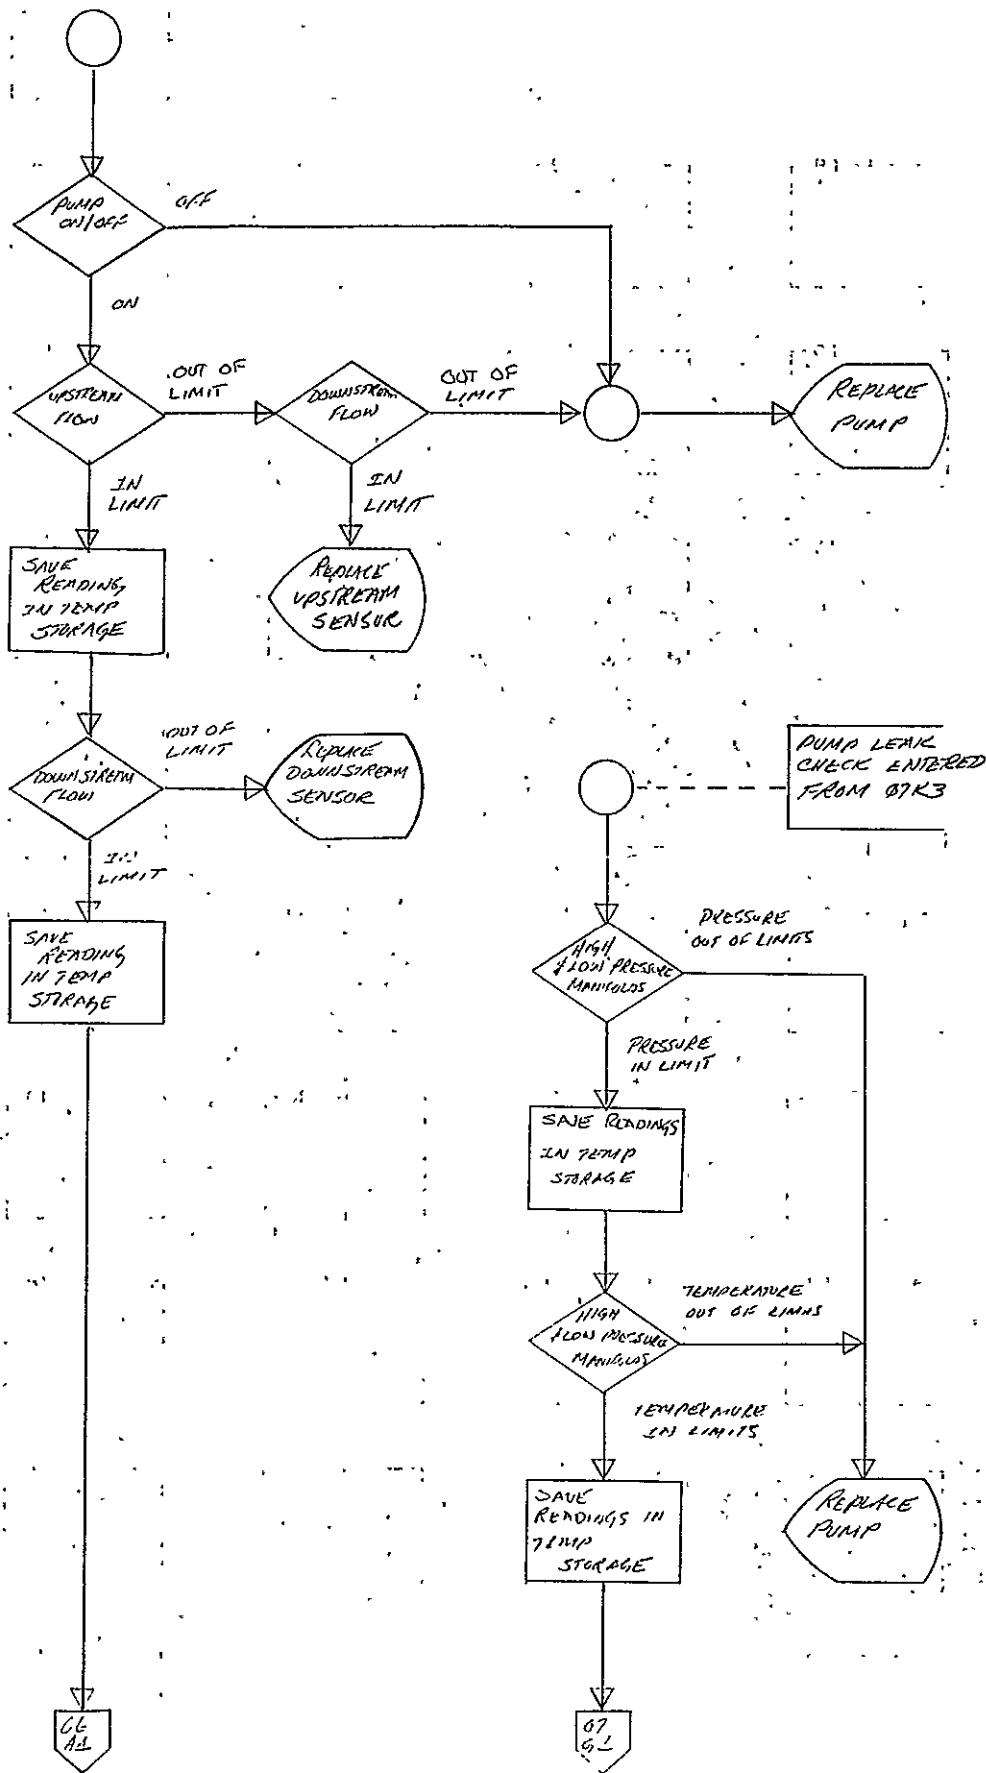 PUMP
ON/OFF
OFF
ON
UPSTREAM
FLOW
OUT OF
LIMIT
DOWNSTREAM
FLOW
OUT OF
LIMIT
REPLACE
PUMP
IN
LIMIT
IN
LIMIT
SAVE
READING
IN TEMP
STORAGE
REPLACE
UPSTREAM
SENSOR
DOWNSTREAM
FLOW
OUT OF
LIMIT
REPLACE
DOWNSTREAM
SENSOR
IN
LIMIT
SAVE
READING
IN TEMP
STORAGE
PUMP LEAK
CHECK ENTERED
FROM Ø7K3
HIGH
& LOW PRESSURE
MANIFOLDS
PRESSURE
OUT OF LIMITS
PRESSURE
IN LIMIT
SAVE READINGS
IN TEMP
STORAGE
HIGH
& LOW PRESSURE
MANIFOLDS
TEMPERATURE
OUT OF LIMITS
TEMPERATURE
IN LIMITS
SAVE
READINGS IN
TEMP
STORAGE
REPLACE
PUMP
A1
07
G1